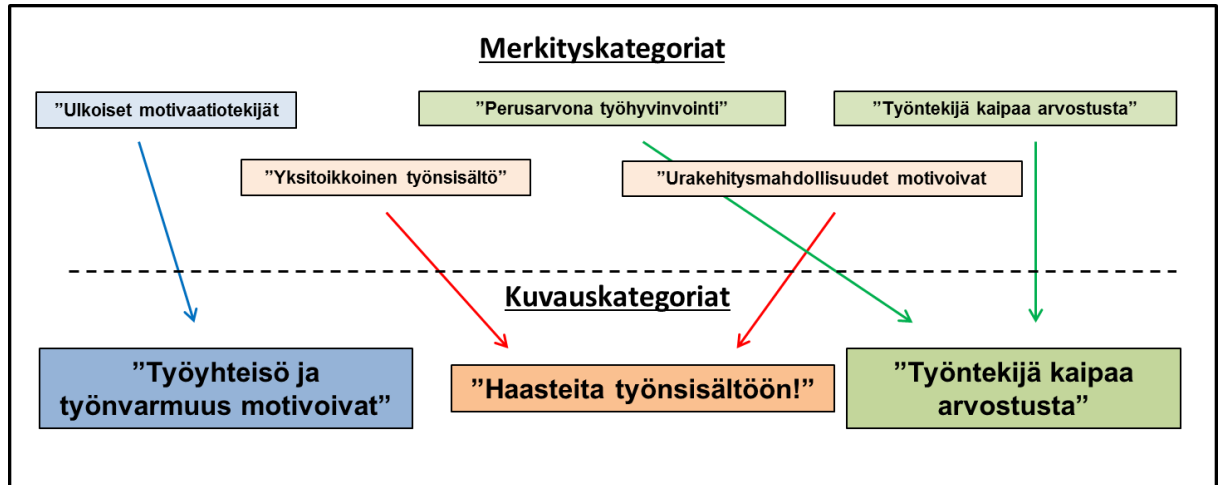 Merkityskategoriat
”Ulkoiset motivaatiotekijät
”Perusarvona työhyvinvointi”
”Työntekijä kaipaa arvostusta”
”Yksitoikkoinen työnsisältö”
”Urakehitysmahdollisuudet motivoivat
Kuvauskategoriat
”Työyhteisö ja
työnvarmuus motivoivat”
”Haasteita työnsisältöön!”
”Työntekijä kaipaa
arvostusta”